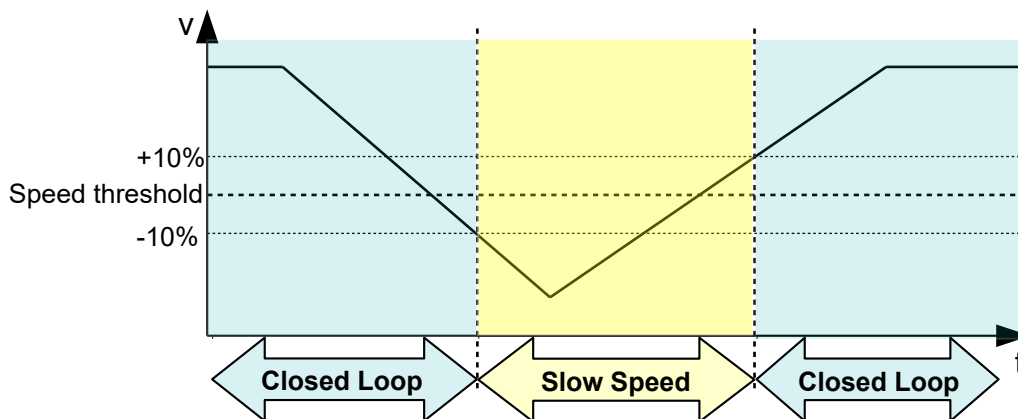 v
+10%
Speed threshold
-10%
t
Closed Loop
Slow Speed
Closed Loop